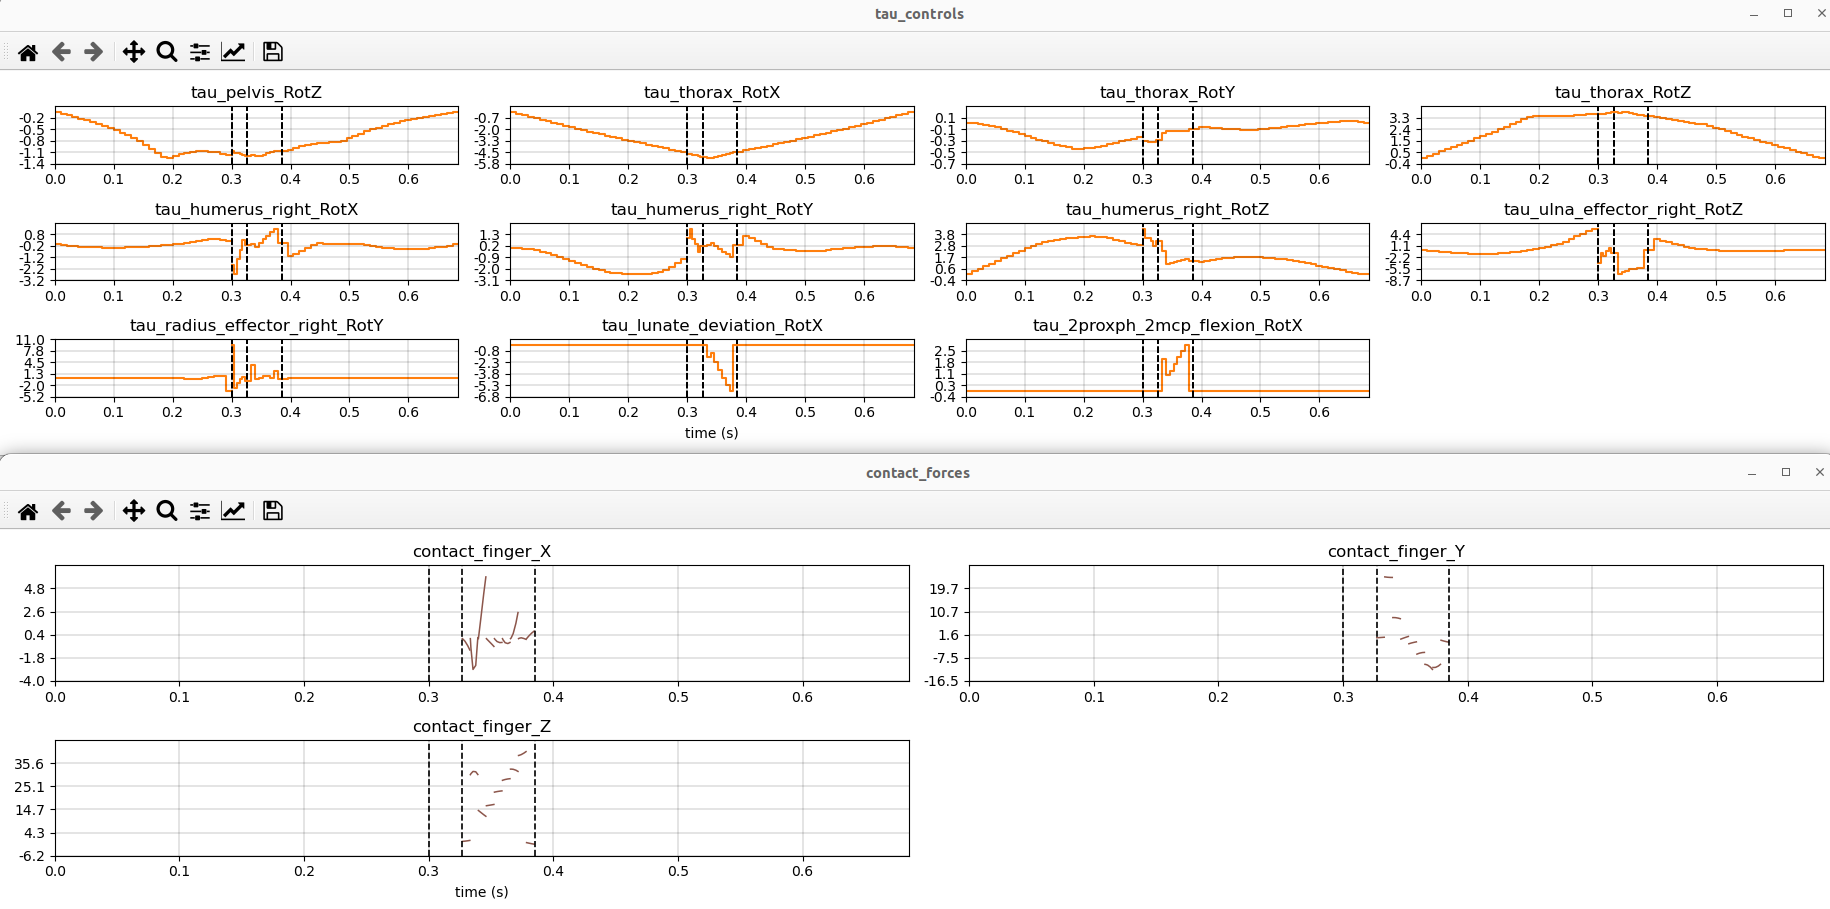 tau_controls
tau_pelvis_RotZ
tau_thorax_RotX
tau_thorax_RotY
tau_thorax_RotZ
-0.2
-0.5
-0.8
-1.1
-1.4
0.0 0.1 0.2 0.3 0.4 0.5 0.6
-0.7
-2.0
-3.3
-4.5
-5.8
0.0 0.1 0.2 0.3 0.4 0.5 0.6
0.1
-0.1
-0.3
-0.5
-0.7
0.0 0.1 0.2 0.3 0.4 0.5 0.6
3.3
2.4
1.5
0.5
-0.4
0.0 0.1 0.2 0.3 0.4 0.5 0.6
tau_humerus_right_RotX
tau_humerus_right_RotY
tau_humerus_right_RotZ
tau_ulna_effector_right_RotZ
0.8
-0.2
-1.2
-2.2
-3.2
0.0 0.1 0.2 0.3 0.4 0.5 0.6
1.3
0.2
-0.9
-2.0
-3.1
0.0 0.1 0.2 0.3 0.4 0.5 0.6
3.8
2.8
1.7
0.6
-0.4
0.0 0.1 0.2 0.3 0.4 0.5 0.6
4.4
1.1
-2.2
-5.5
-8.7
0.0 0.1 0.2 0.3 0.4 0.5 0.6
tau_radius_effector_right_RotY
tau_lunate_deviation_RotX
tau_2proxph_2mcp_flexion_RotX
11.0
7.8
4.5
1.3
-2.0
-5.2
0.0 0.1 0.2 0.3 0.4 0.5 0.6
-0.8
-2.3
-3.8
-5.3
-6.8
0.0 0.1 0.2 0.3 0.4 0.5 0.6
time (s)
2.5
1.8
1.1
0.3
-0.4
0.0 0.1 0.2 0.3 0.4 0.5 0.6
contact_forces
contact_finger_X
contact_finger_Y
4.8
2.6
0.4
-1.8
-4.0
0.0 0.1 0.2 0.3 0.4 0.5 0.6
19.7
10.7
1.6
-7.5
-16.5
0.0 0.1 0.2 0.3 0.4 0.5 0.6
contact_finger_Z
35.6
25.1
14.7
4.3
-6.2
0.0 0.1 0.2 0.3 0.4 0.5 0.6
time (s)